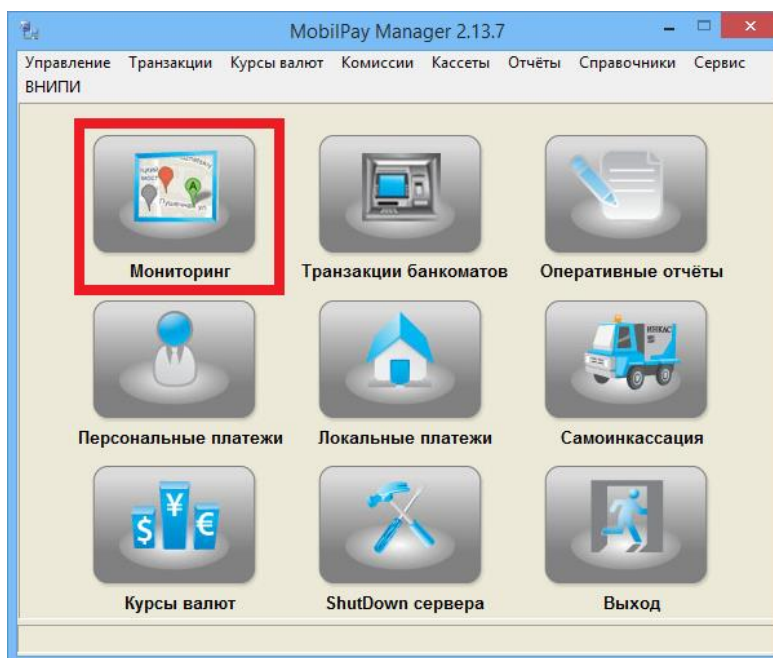 MobilPay Manager 2.13.7
Управление Транзакции Курсы валют Комиссии Кассеты Отчёты Справочники Сервис
ВНИПИ
Мониторинг Транзакции банкоматов Оперативные отчёты
ИНКАС
Персональные платежи Локальные платежи Самоинкассация
$ ¥ €
Курсы валют ShutDown сервера Выход